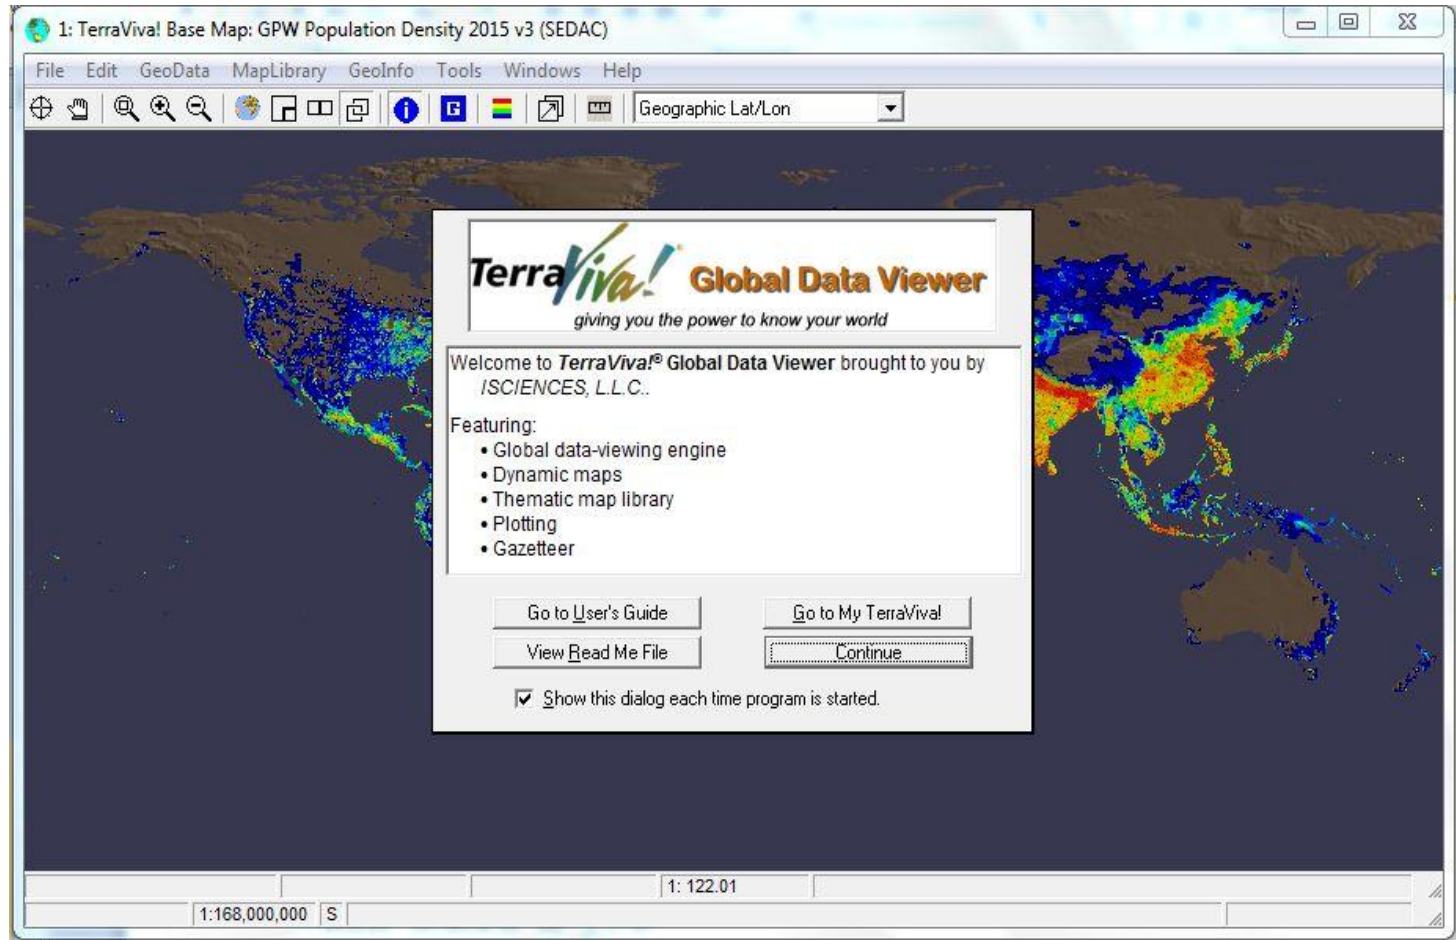 1: TerraViva! Base Map: GPW Population Density 2015 v3 (SEDAC)
File Edit GeoData MapLibrary GeoInfo Tools Windows Help
G Geographic Lat/Lon
TerraViva! Global Data Viewer
giving you the power to know your world
Welcome to TerraViva!® Global Data Viewer brought to you by
ISCIENCES, L.L.C..
Featuring:
• Global data-viewing engine
• Dynamic maps
• Thematic map library
• Plotting
• Gazetteer
Go to User's Guide Go to My TerraViva!
View Read Me File Continue
Show this dialog each time program is started.
1: 122.01
1:168,000,000 S